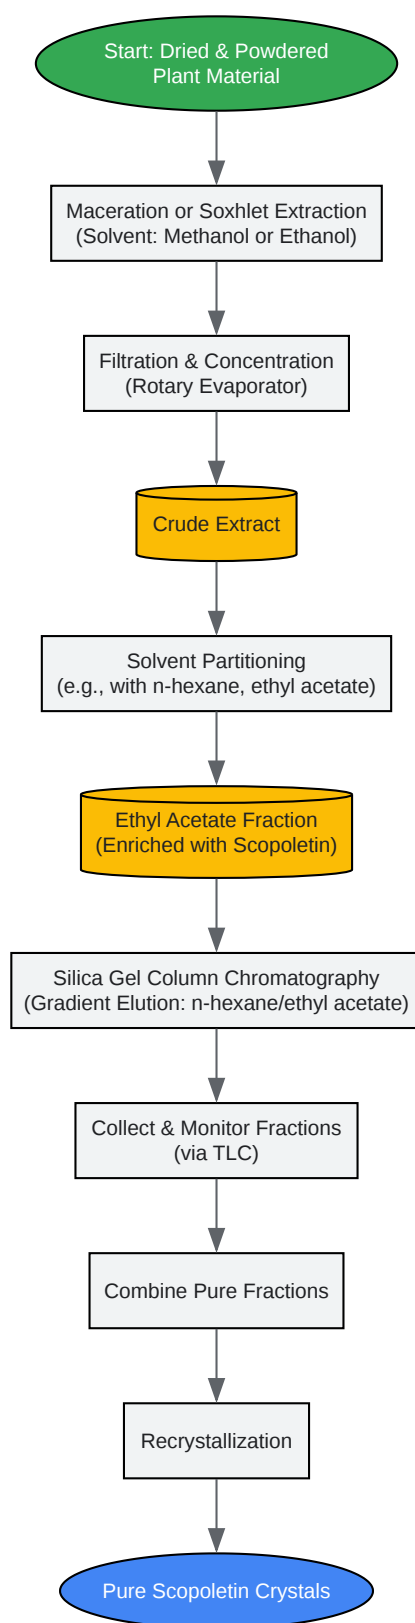 Start: Dried & Powdered
Plant Material
Maceration or Soxhlet Extraction
(Solvent: Methanol or Ethanol)
Filtration & Concentration
(Rotary Evaporator)
Crude Extract
Solvent Partitioning
(e.g., with n-hexane, ethyl acetate)
Ethyl Acetate Fraction
(Enriched with Scopoletin)
Silica Gel Column Chromatography
(Gradient Elution: n-hexane/ethyl acetate)
Collect & Monitor Fractions
(via TLC)
Combine Pure Fractions
Recrystallization
Pure Scopoletin Crystals